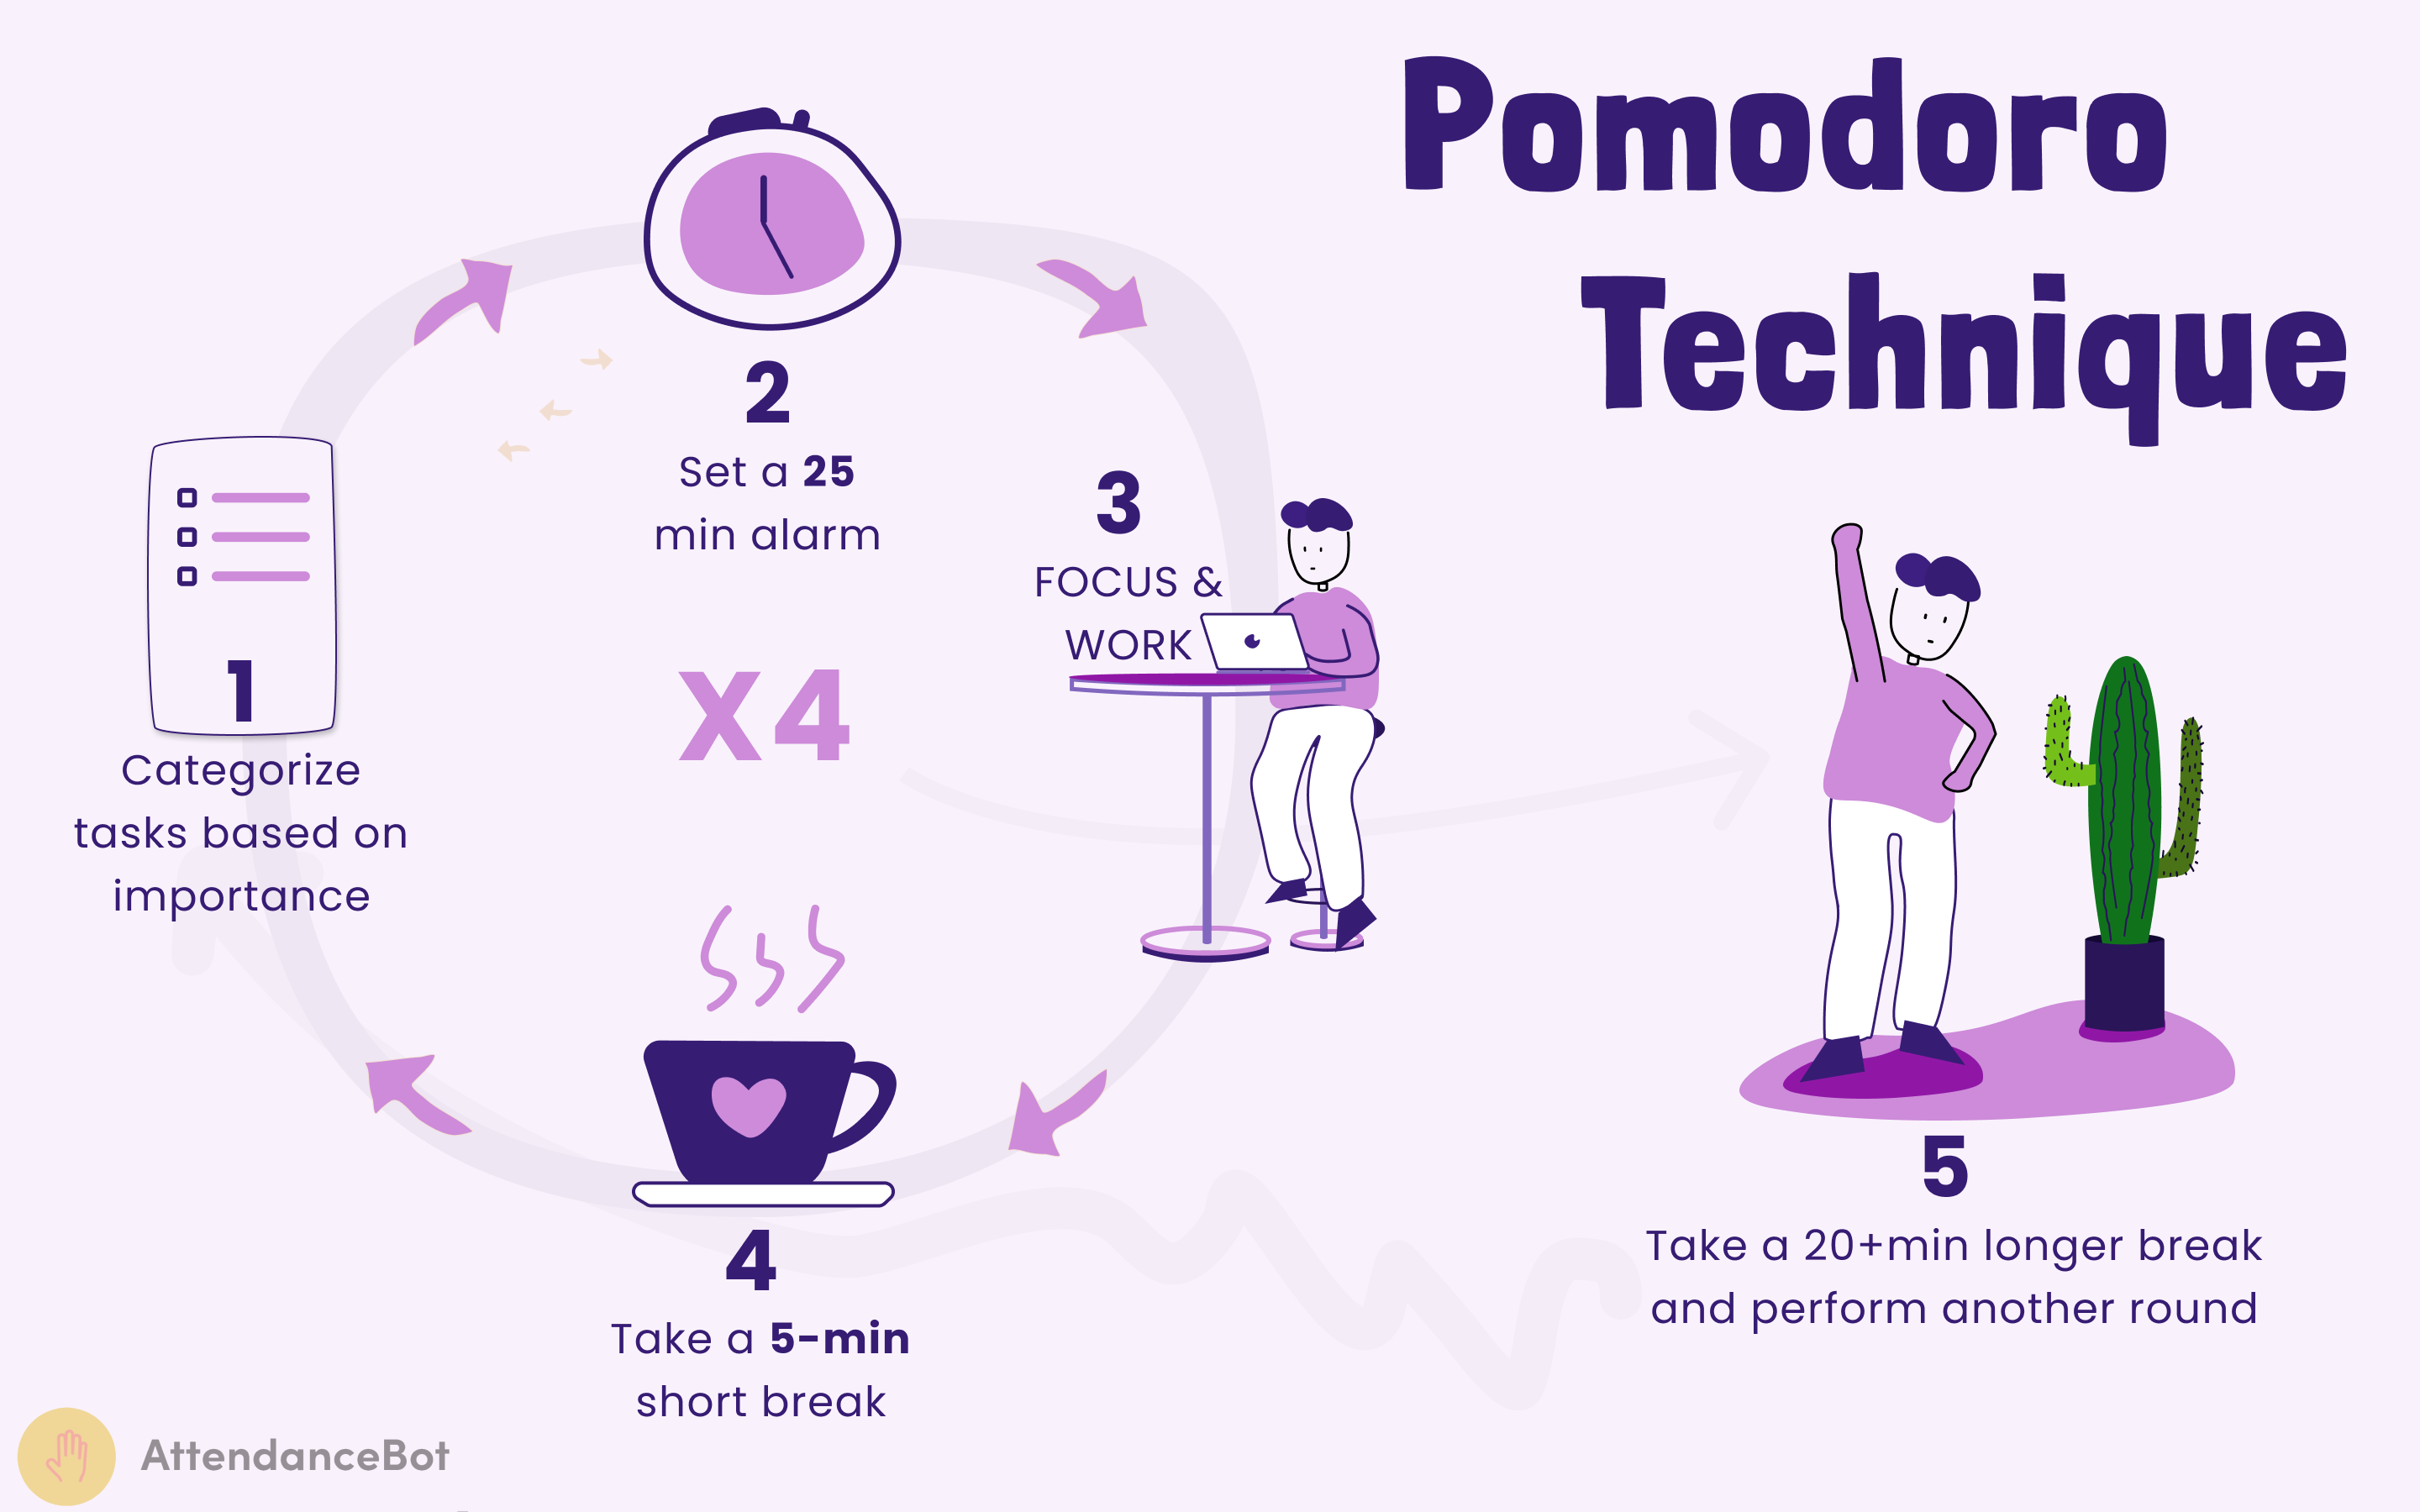 Pomodoro
Technique
1
Categorize
tasks based on
importance
2
Set a 25
min alarm
3
FOCUS &
WORK
X4
4
Take a 5-min
short break
5
Take a 20+min longer break
and perform another round
AttendanceBot